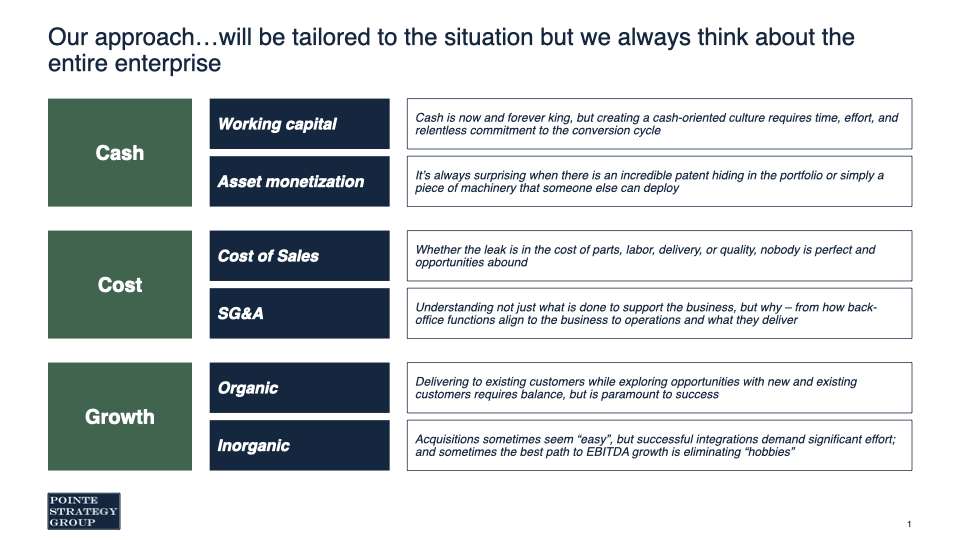 Our approach…will be tailored to the situation but we always think about the
entire enterprise
Cash
Working capital
Cash is now and forever king, but creating a cash-oriented culture requires time, effort, and
relentless commitment to the conversion cycle
Asset monetization
It’s always surprising when there is an incredible patent hiding in the portfolio or simply a
piece of machinery that someone else can deploy
Cost
Cost of Sales
Whether the leak is in the cost of parts, labor, delivery, or quality, nobody is perfect and
opportunities abound
SG&A
Understanding not just what is done to support the business, but why – from how back-
office functions align to the business to operations and what they deliver
Growth
Organic
Delivering to existing customers while exploring opportunities with new and existing
customers requires balance, but is paramount to success
Inorganic
Acquisitions sometimes seem “easy”, but successful integrations demand significant effort;
and sometimes the best path to EBITDA growth is eliminating “hobbies”
POINTE
STRATEGY
GROUP
1